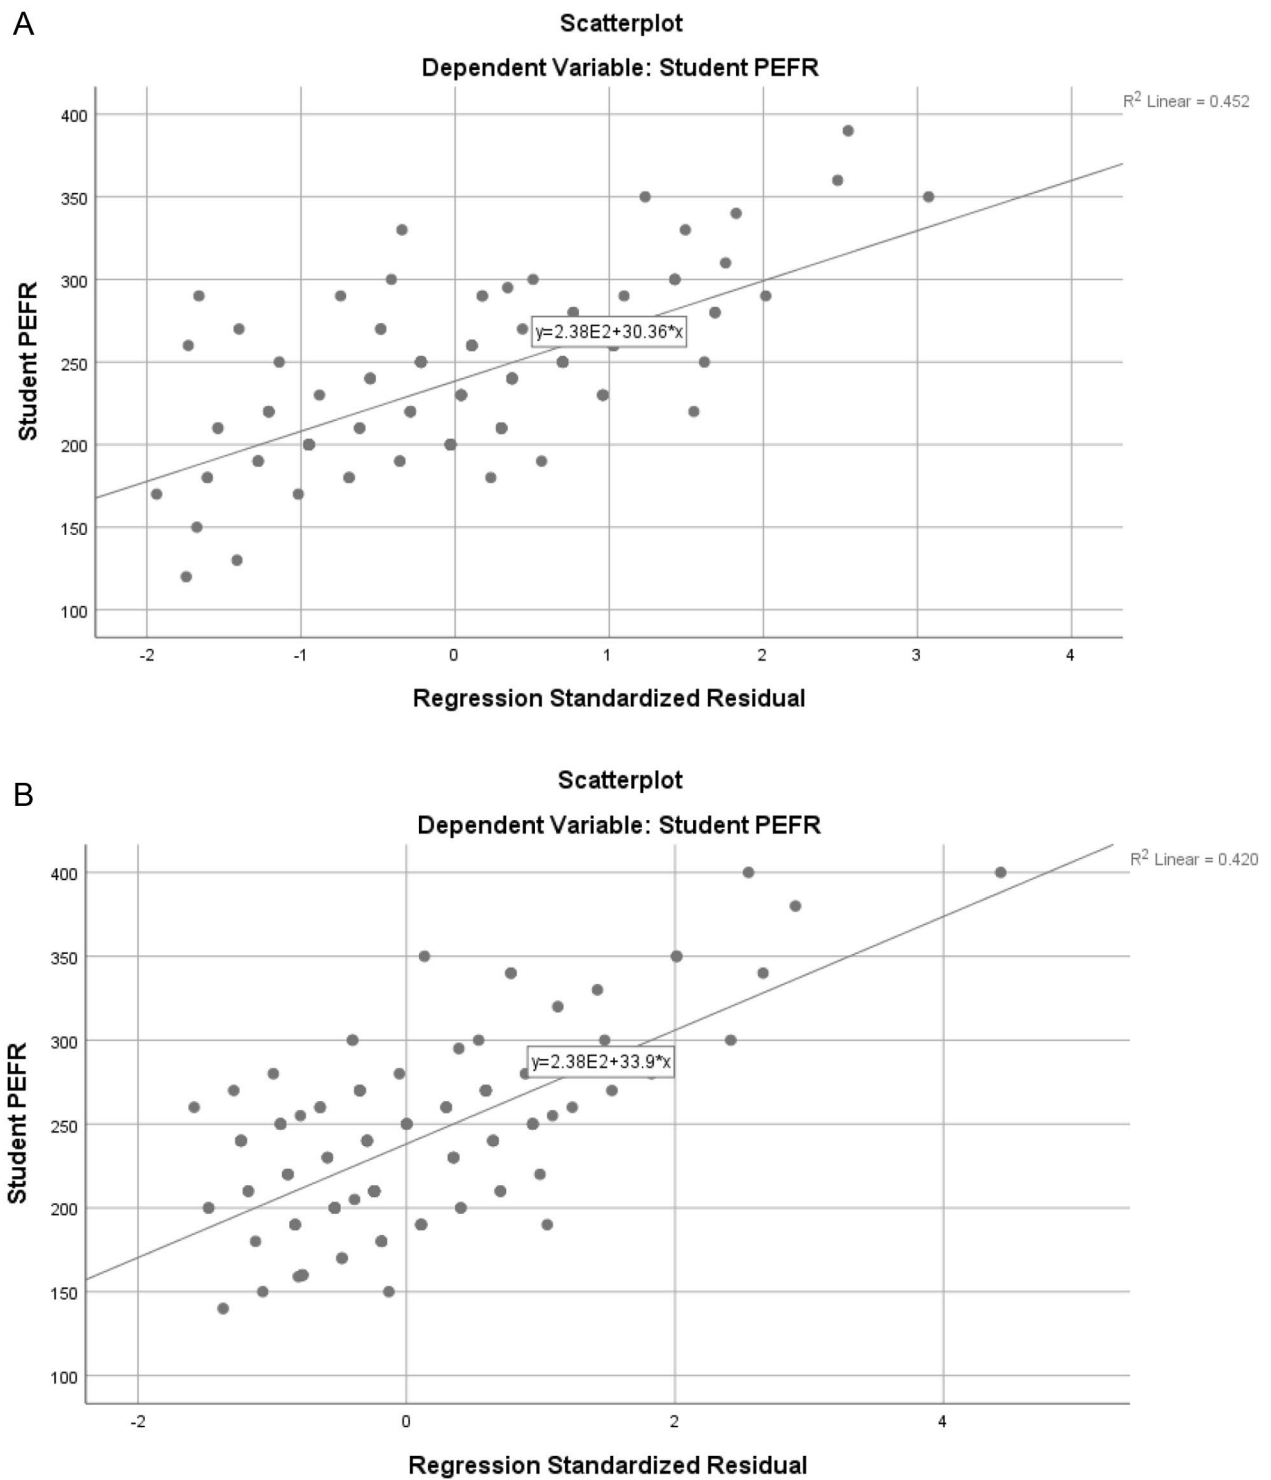 A
Scatterplot
Dependent Variable: Student PEFR
R² Linear = 0.452
400
350
300
250
200
150
100
Student PEFR
y=2.38E2+30.36*x
-2 -1 0 1 2 3 4
Regression Standardized Residual
B
Scatterplot
Dependent Variable: Student PEFR
R² Linear = 0.420
400
350
300
250
200
150
100
Student PEFR
y=2.38E2+33.9*x
-2 0 2 4
Regression Standardized Residual